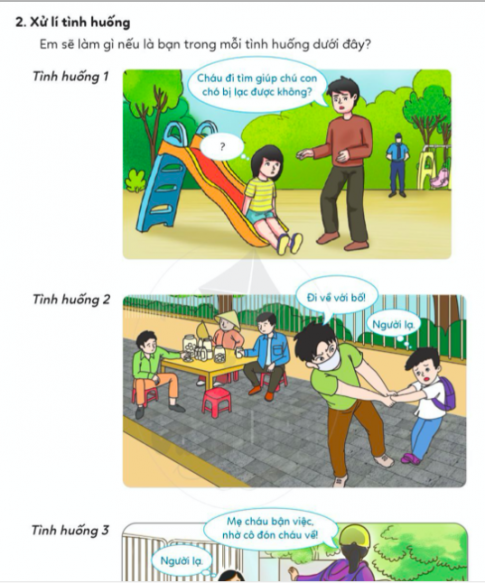 2. Xử lí tình huống
Em sẽ làm gì nếu là bạn trong mỗi tình huống dưới đây?
Tình huống 1
Cháu đi tìm giúp chú con
chó bị lạc được không?
?
Tình huống 2
Đi về với bố!
Người lạ.
Tình huống 3
Mẹ cháu bận việc,
nhờ cô đón cháu về!
Người lạ.